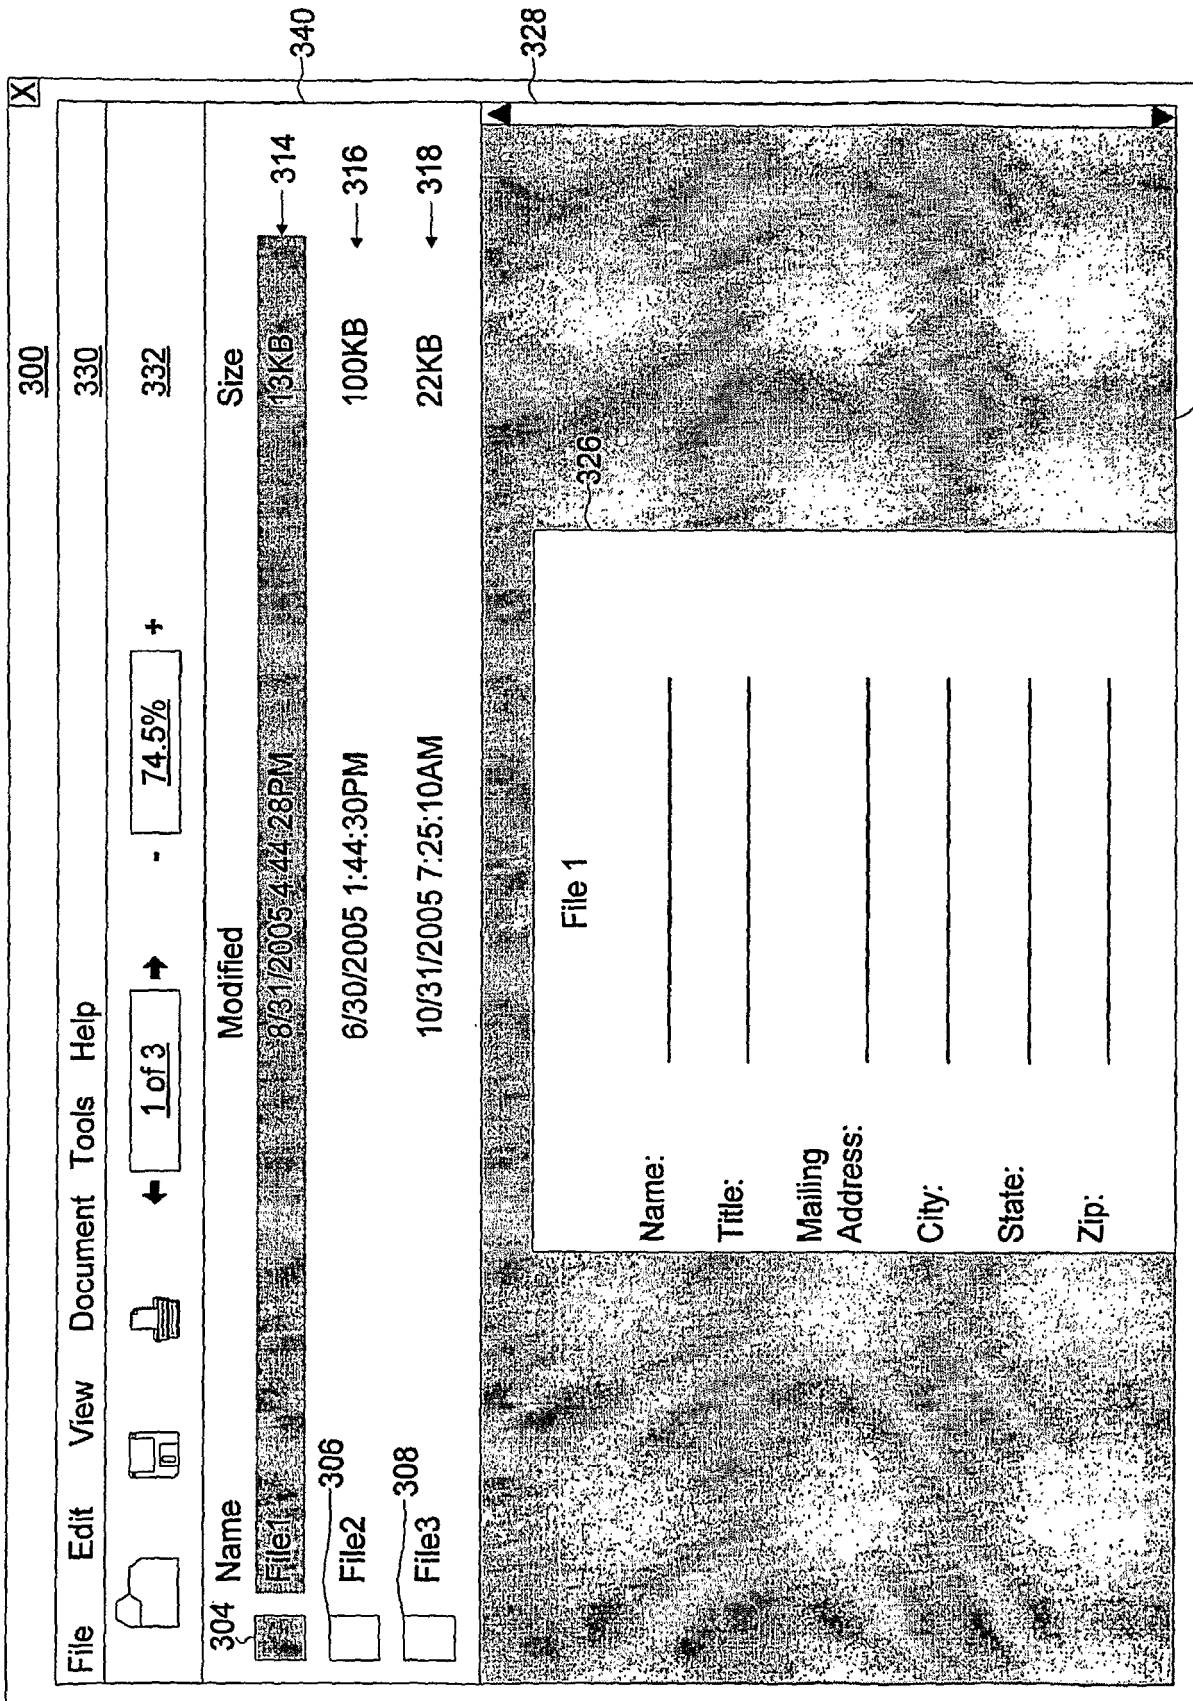 300
X
File Edit View Document Tools Help 330
1 of 3 - 74.5% + 332
340
304 Name Modified Size
File1 8/31/2005 4:44:28PM 13KB 314
306
File2 6/30/2005 1:44:30PM 100KB 316
308
File3 10/31/2005 7:25:10AM 22KB 318
328
326
File 1
Name:
Title:
Mailing
Address:
City:
State:
Zip: